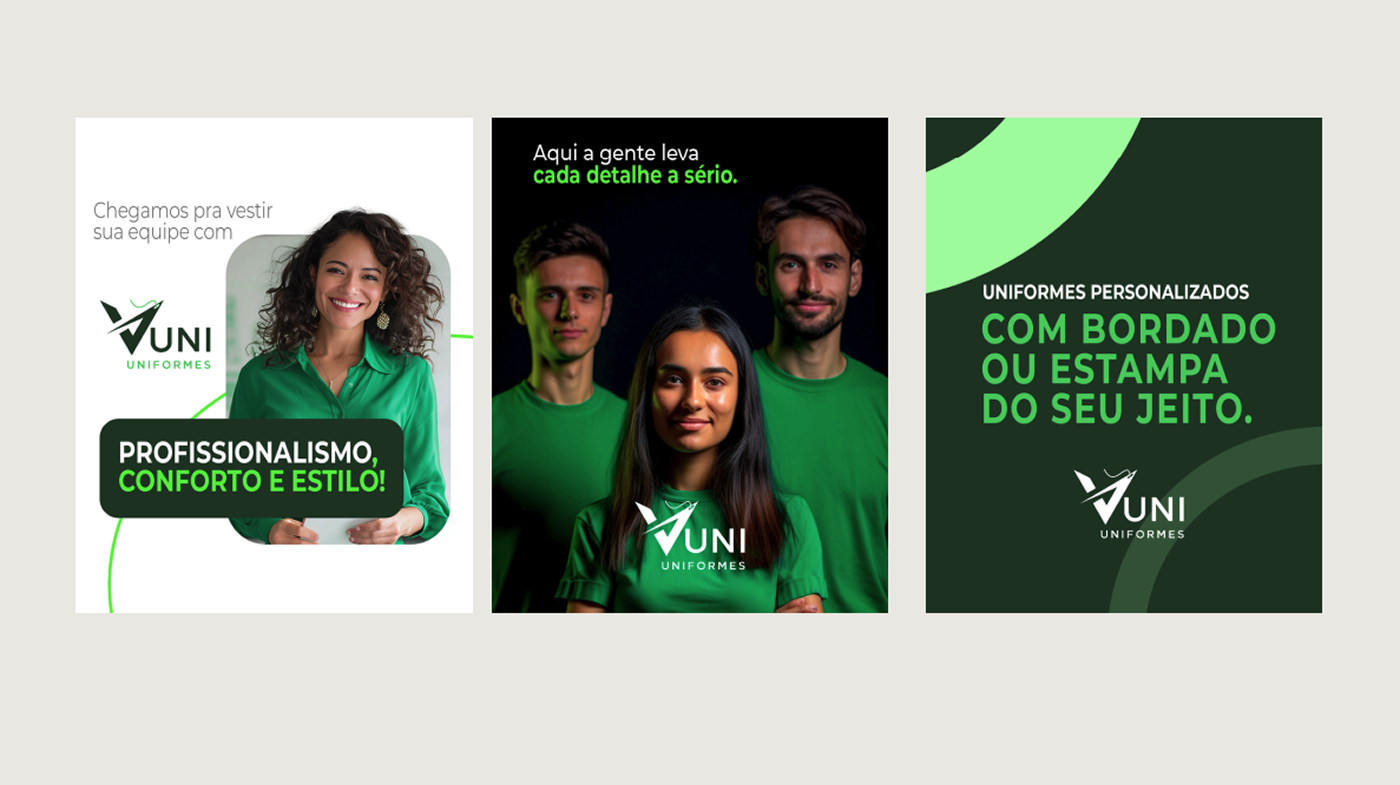 Chegamos pra vestir
sua equipe com
UNI
UNIFORMES
PROFISSIONALISMO,
CONFORTO E ESTILO!
Aqui a gente leva
cada detalhe a sério.
UNI
UNIFORMES
UNIFORMES PERSONALIZADOS
COM BORDADO
OU ESTAMPA
DO SEU JEITO.
UNI
UNIFORMES